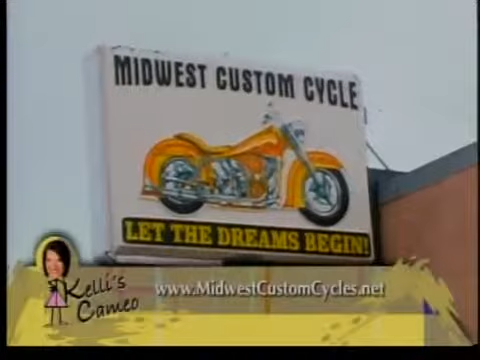 MIDWEST CUSTOM CYCLE
LET THE DREAMS BEGIN!
Kelli's
Cameo
www.MidwestCustomCycles.net